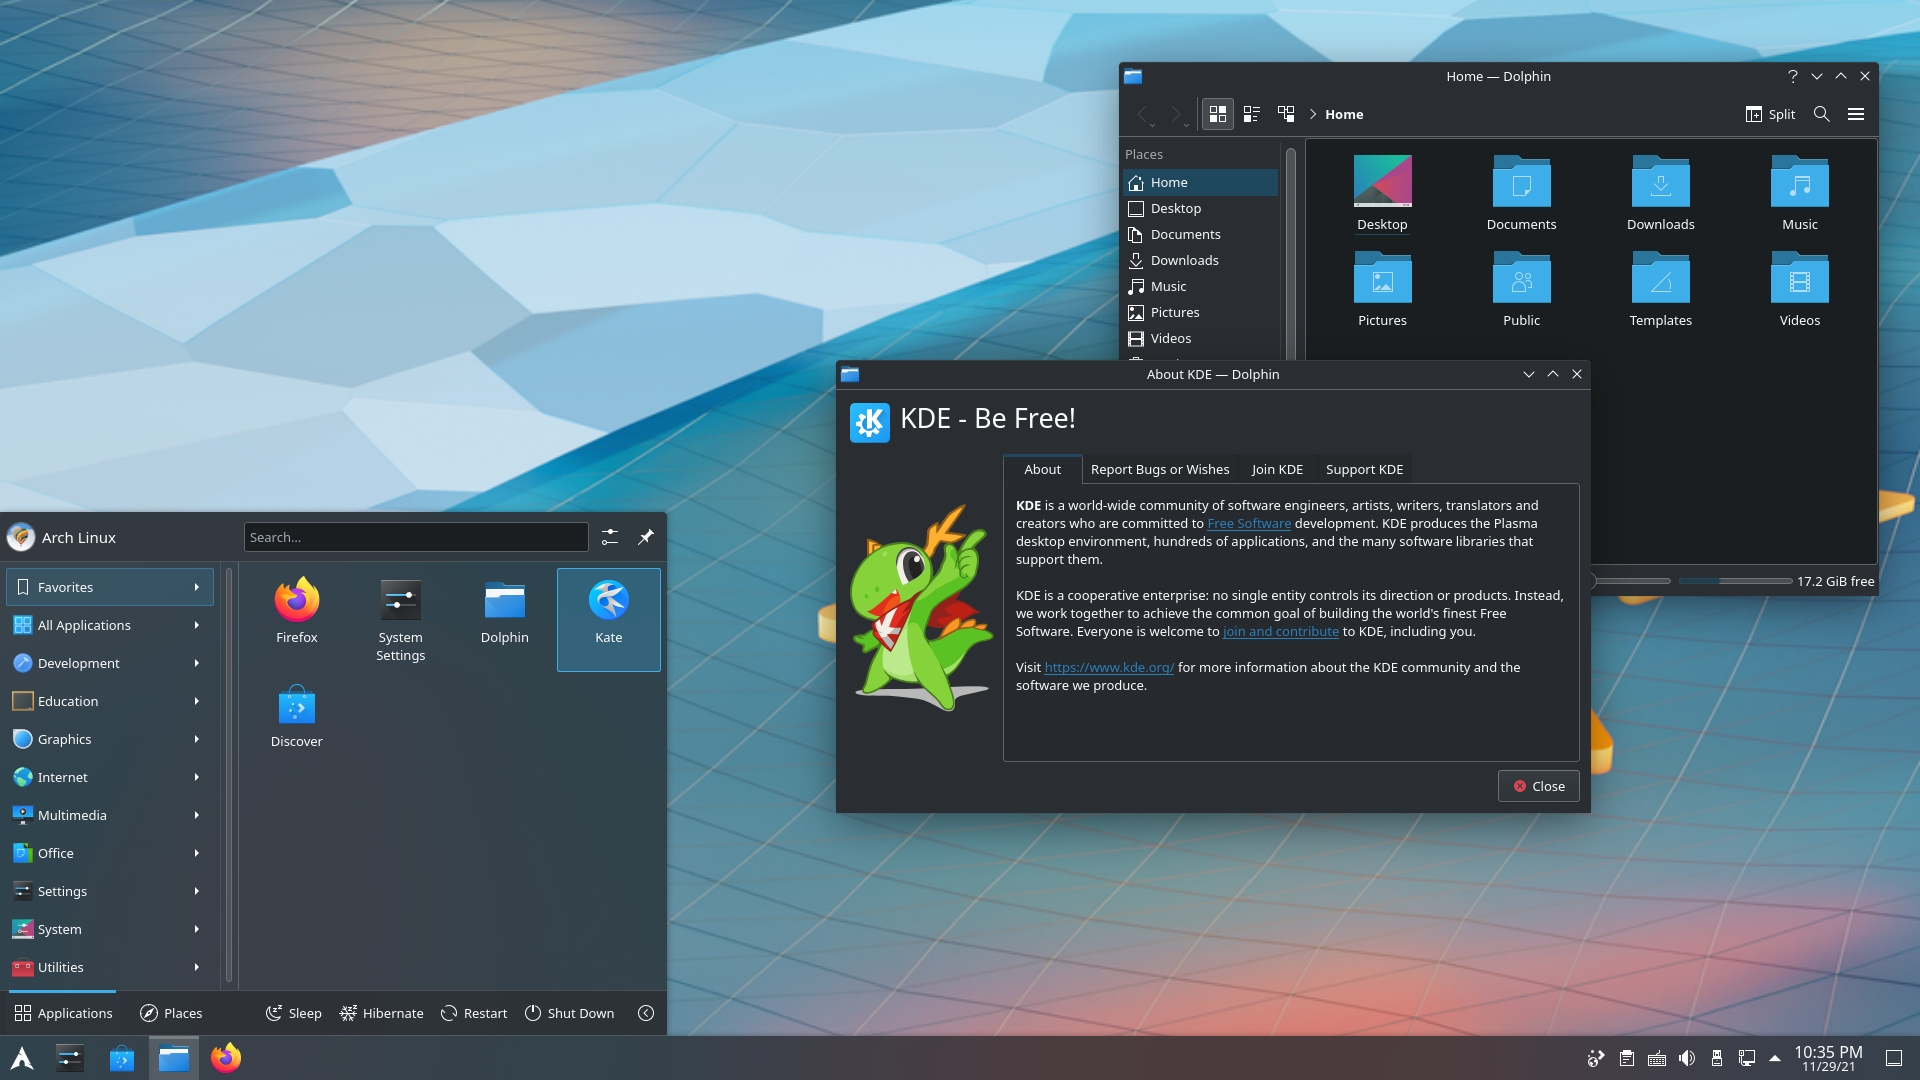 Home — Dolphin
Home
Split
Places
Home
Desktop
Documents
Downloads
Music
Pictures
Videos
Desktop
Documents
Downloads
Music
Pictures
Public
Templates
Videos
17.2 GiB free
About KDE — Dolphin
KDE - Be Free!
About
Report Bugs or Wishes
Join KDE
Support KDE
KDE is a world-wide community of software engineers, artists, writers, translators and
creators who are committed to Free Software development. KDE produces the Plasma
desktop environment, hundreds of applications, and the many software libraries that
support them.
KDE is a cooperative enterprise: no single entity controls its direction or products. Instead,
we work together to achieve the common goal of building the world's finest Free
Software. Everyone is welcome to join and contribute to KDE, including you.
Visit https://www.kde.org/ for more information about the KDE community and the
software we produce.
Close
Arch Linux
Search...
Favorites
All Applications
Development
Education
Graphics
Internet
Multimedia
Office
Settings
System
Utilities
Firefox
System
Settings
Dolphin
Kate
Discover
Applications
Places
Sleep
Hibernate
Restart
Shut Down
10:35 PM
11/29/21